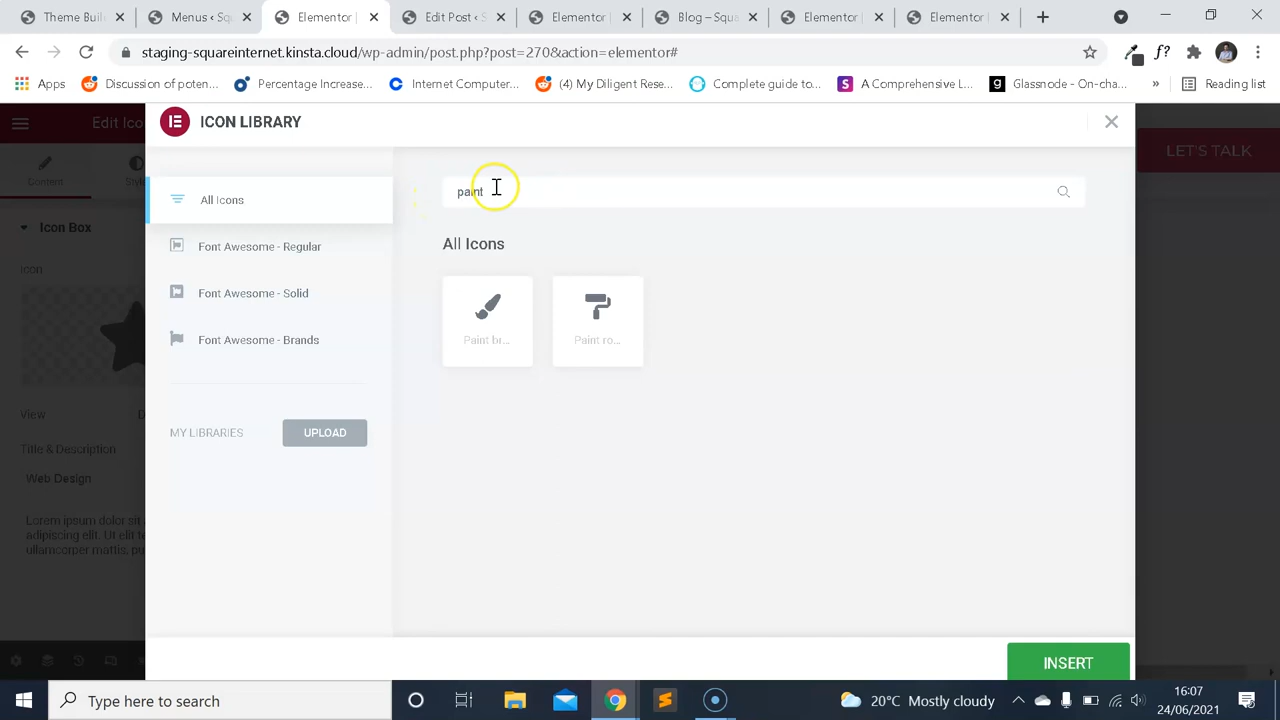 Theme Buil
Menus ‹ Squ
Elementor |
Edit Post ‹ S
Elementor |
Blog – Squa
Elementor |
Elementor |
staging-squareinternet.kinsta.cloud/wp-admin/post.php?post=270&action=elementor#
f?
Apps
Discussion of poten...
Percentage Increase...
Internet Computer...
(4) My Diligent Rese...
Complete guide to...
A Comprehensive L...
Glassnode - On-cha...
»
Reading list
Edit Ico
ICON LIBRARY
LET'S TALK
Content
Style
All Icons
paint
Icon Box
Font Awesome - Regular
All Icons
Icon
Font Awesome - Solid
Font Awesome - Brands
Paint br...
Paint ro...
View
D
MY LIBRARIES
UPLOAD
Title & Description
Web Design
Lorem ipsum dolor sit
adipiscing elit. Ut elit te
ullamcorper mattis, pu
INSERT
Type here to search
20°C Mostly cloudy
16:07
24/06/2021